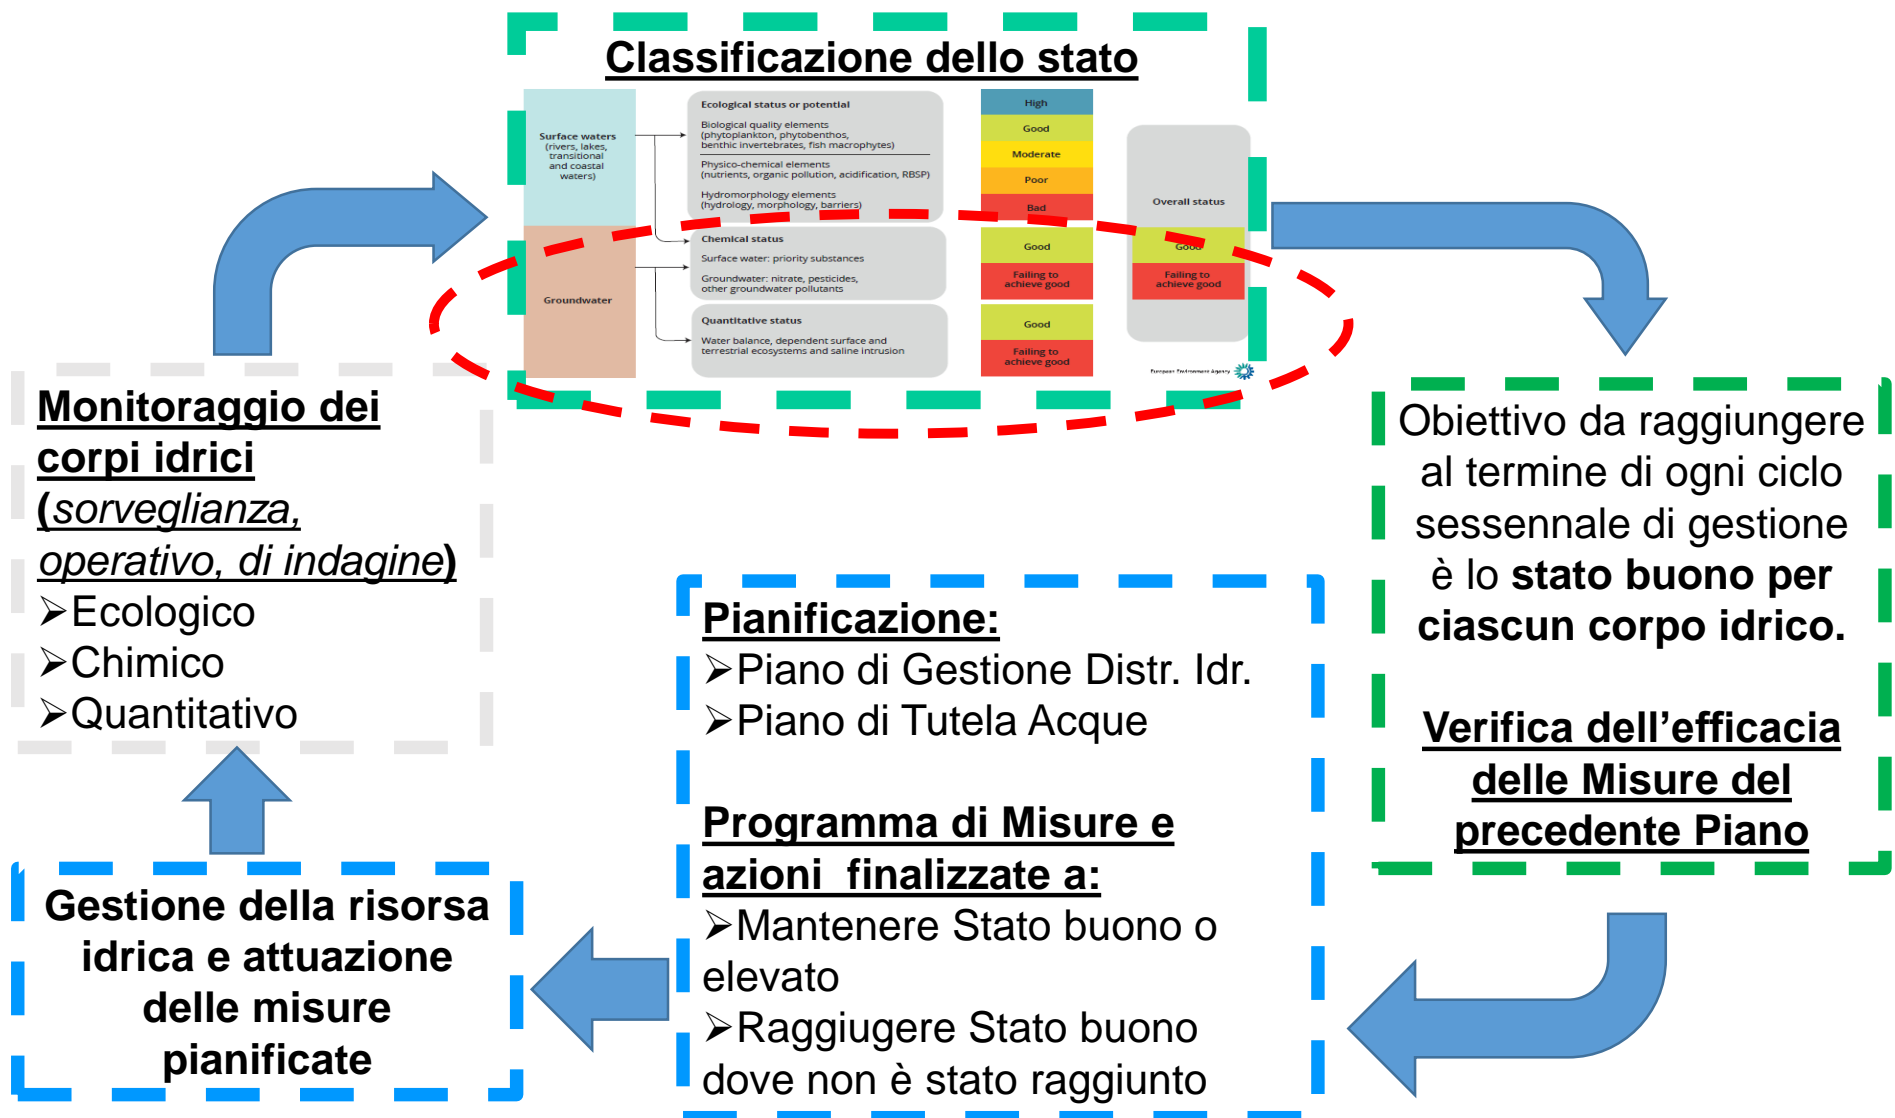 Classificazione dello stato
Surface waters
(rivers, lakes,
transitional
and coastal
waters)
Groundwater
Ecological status or potential
Biological quality elements
(phytoplankton, phytobenthos,
benthic invertebrates, fish macrophytes)
Physico-chemical elements
(nutrients, organic pollution, acidification, RBSP)
Hydromorphology elements
(hydrology, morphology, barriers)
Chemical status
Surface water: priority substances
Groundwater: nitrate, pesticides,
other groundwater pollutants
Quantitative status
Water balance, dependent surface and
terrestrial ecosystems and saline intrusion
High
Good
Moderate
Poor
Bad
Good
Failing to
achieve good
Good
Failing to
achieve good
Overall status
Good
Failing to
achieve good
European Environment Agency
Obiettivo da raggiungere
al termine di ogni ciclo
sessennale di gestione
è lo stato buono per
ciascun corpo idrico.
Verifica dell’efficacia
delle Misure del
precedente Piano
Pianificazione:
➢Piano di Gestione Distr. Idr.
➢Piano di Tutela Acque
Programma di Misure e
azioni  finalizzate a:
➢Mantenere Stato buono o
elevato
➢Raggiugere Stato buono
dove non è stato raggiunto
Gestione della risorsa
idrica e attuazione
delle misure
pianificate
Monitoraggio dei
corpi idrici
(sorveglianza,
operativo, di indagine)
➢Ecologico
➢Chimico
➢Quantitativo